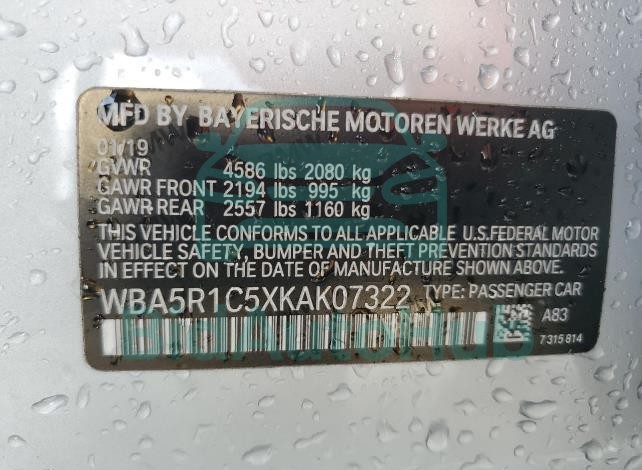 MFD BY BAYERISCHE MOTOREN WERKE AG
01/19
GVWR 4586 lbs 2080 kg
GAWR FRONT 2194 lbs 995 kg
GAWR REAR 2557 lbs 1160 kg
THIS VEHICLE CONFORMS TO ALL APPLICABLE U.S.FEDERAL MOTOR
VEHICLE SAFETY, BUMPER AND THEFT PREVENTION STANDARDS
IN EFFECT ON THE DATE OF MANUFACTURE SHOWN ABOVE.
WBA5R1C5XKAK07322 TYPE: PASSENGER CAR
A83
7315814